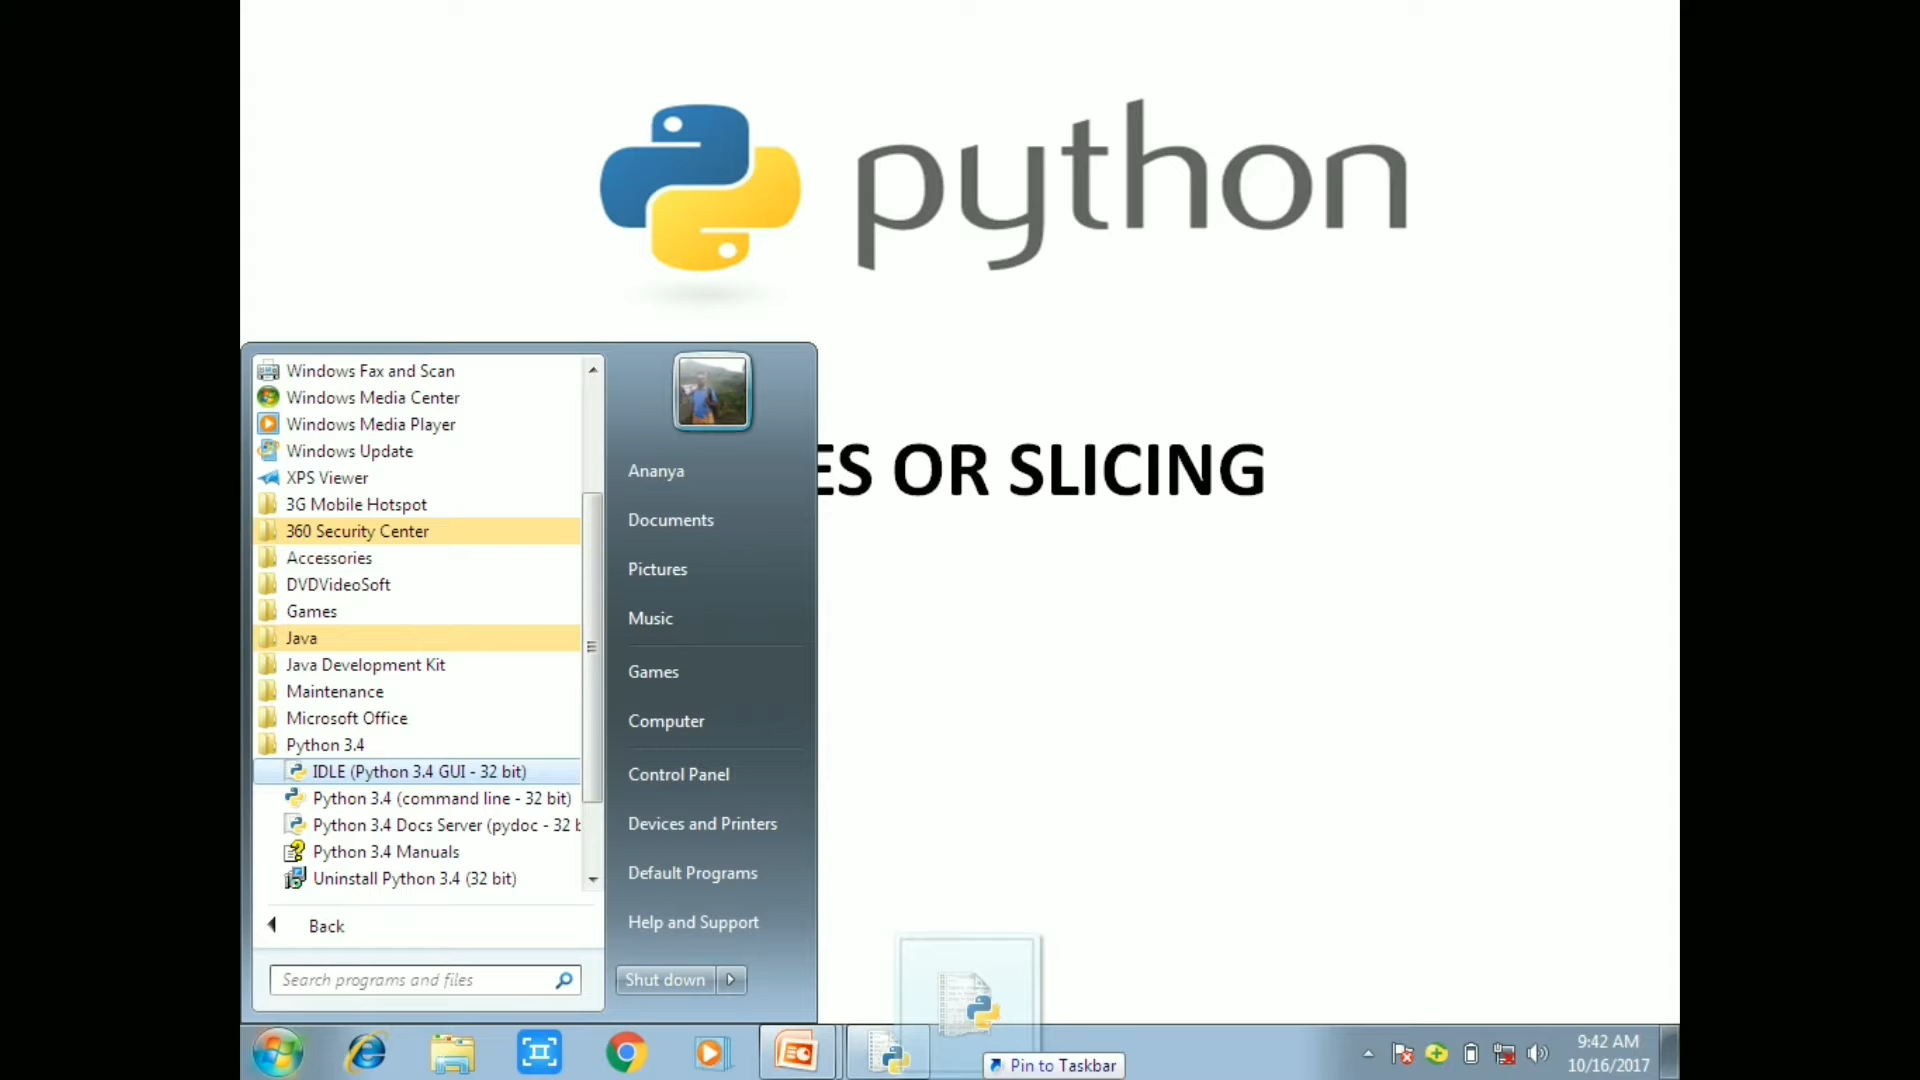 python
ES OR SLICING
Windows Fax and Scan
Windows Media Center
Windows Media Player
Windows Update
XPS Viewer
3G Mobile Hotspot
360 Security Center
Accessories
DVDVideoSoft
Games
Java
Java Development Kit
Maintenance
Microsoft Office
Python 3.4
IDLE (Python 3.4 GUI - 32 bit)
Python 3.4 (command line - 32 bit)
Python 3.4 Docs Server (pydoc - 32 b
Python 3.4 Manuals
Uninstall Python 3.4 (32 bit)
Back
Search programs and files
Ananya
Documents
Pictures
Music
Games
Computer
Control Panel
Devices and Printers
Default Programs
Help and Support
Shut down
Pin to Taskbar
9:42 AM
10/16/2017